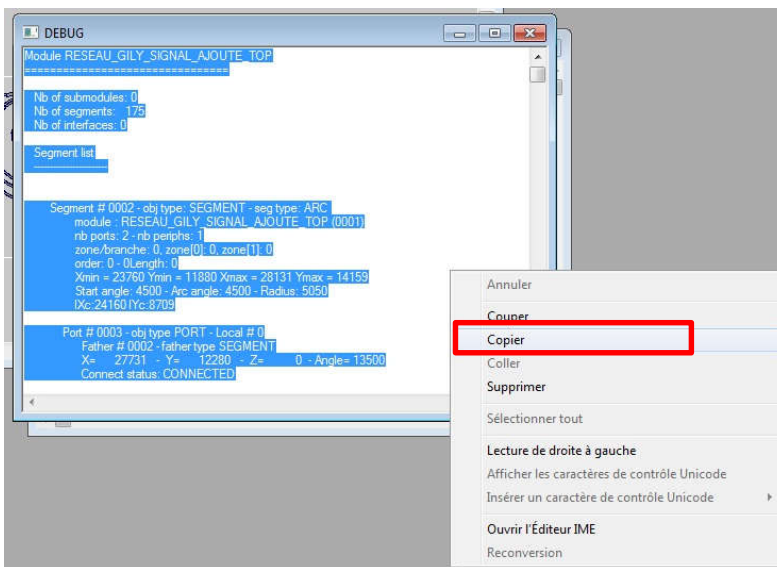 DEBUG
Module RESEAU_GILY_SIGNAL_AJOUTE_TOP
================================
Nb of submodules: 0
Nb of segments: 175
Nb of interfaces: 0
Segment list
------------------
Segment # 0002 - obj type: SEGMENT - seg type: ARC
module : RESEAU_GILY_SIGNAL_AJOUTE_TOP (0001)
nb ports: 2 - nb periphs: 1
zone/branche: 0, zone[0]: 0, zone[1]: 0
order: 0 - 0Length: 0
Xmin = 23760 Ymin = 11880 Xmax = 28131 Ymax = 14159
Start angle: 4500 - Arc angle: 4500 - Radius: 5050
IXc:24160 IYc:8709
Port # 0003 - obj type PORT - Local # 0
Father # 0002 - father type SEGMENT
X= 27731 - Y= 12280 - Z= 0 - Angle= 13500
Connect status: CONNECTED
Annuler
Couper
Copier
Coller
Supprimer
Sélectionner tout
Lecture de droite à gauche
Afficher les caractères de contrôle Unicode
Insérer un caractère de contrôle Unicode
Ouvrir l'Éditeur IME
Reconversion